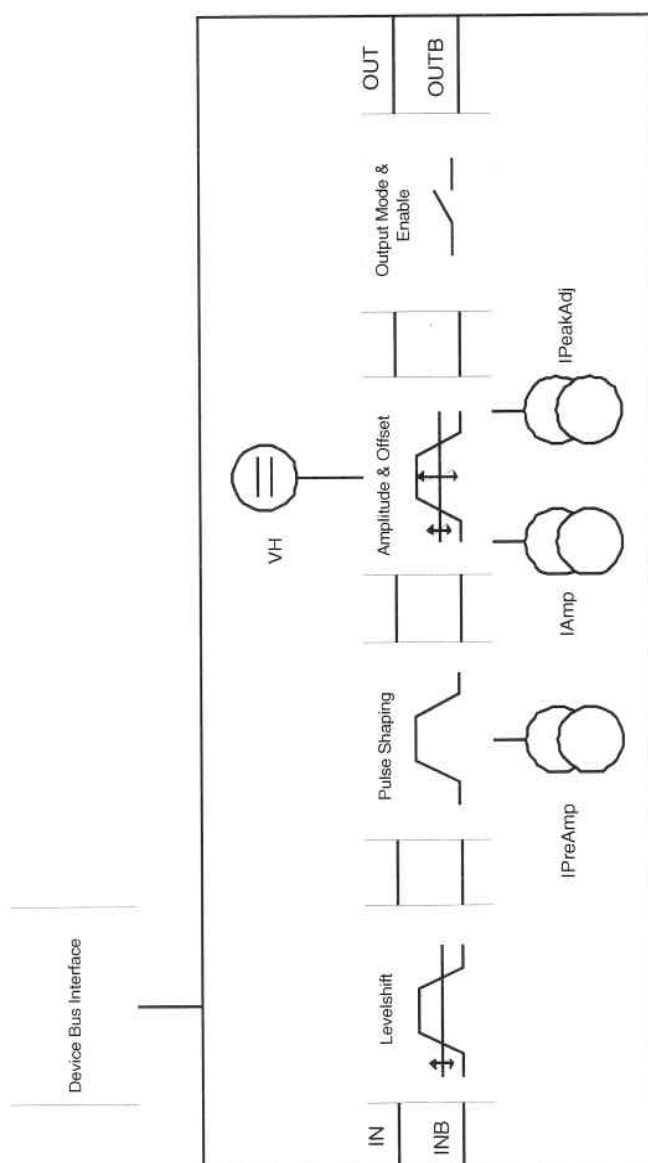 Device Bus Interface
VH
IN
INB
Levelshift
Pulse Shaping
Amplitude & Offset
Output Mode &
Enable
OUT
OUTB
IPreAmp
IAmp
IPeakAdj